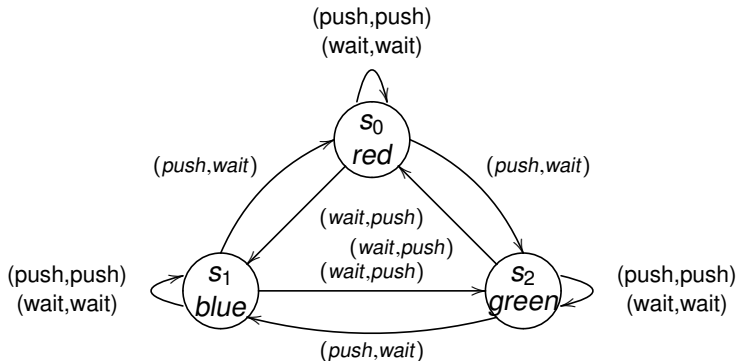 (push,push)
(wait,wait)
s0
red
(push,wait)
(push,wait)
(wait,push)
(wait,push)
(wait,push)
(push,push)
(wait,wait)
s1
blue
s2
green
(push,push)
(wait,wait)
(push,wait)